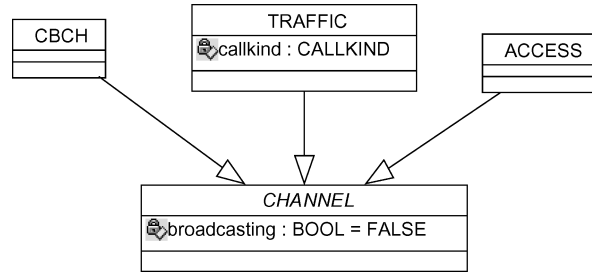 CBCH
TRAFFIC
callkind : CALLKIND
ACCESS
CHANNEL
broadcasting : BOOL = FALSE